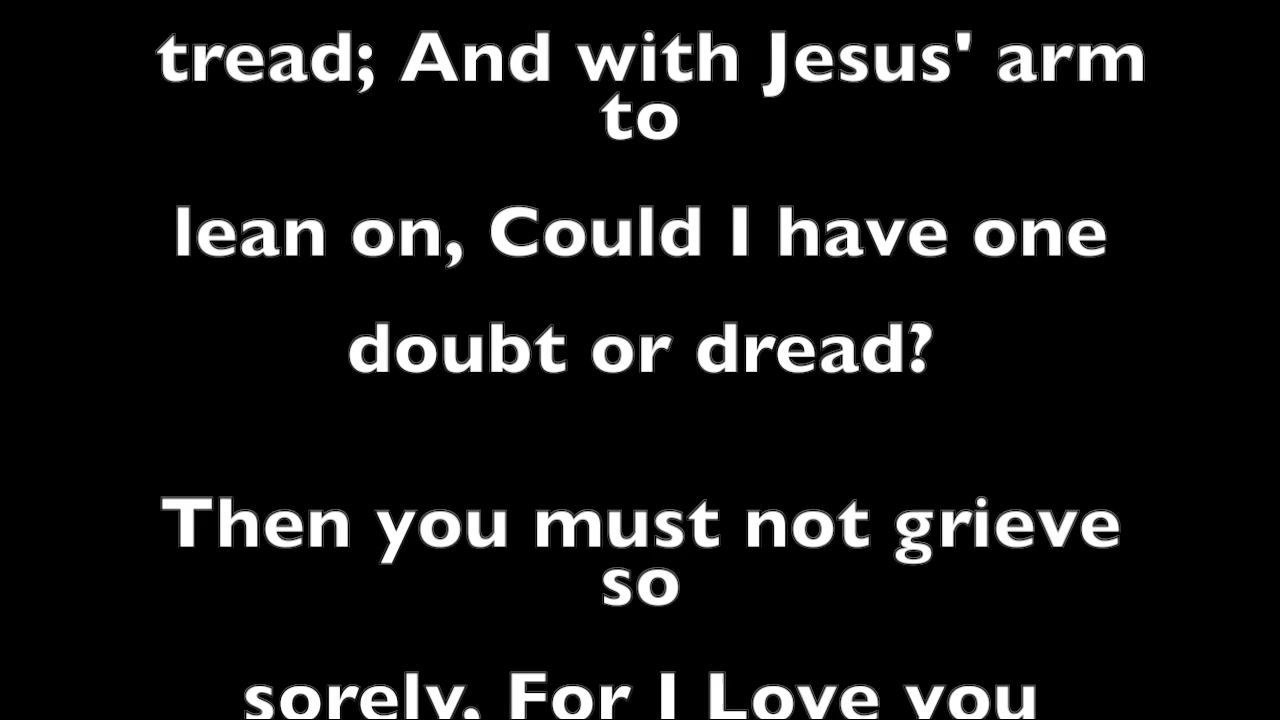 tread; And with Jesus' arm
to
lean on, Could I have one
doubt or dread?
Then you must not grieve
so
sorely, For I Love you